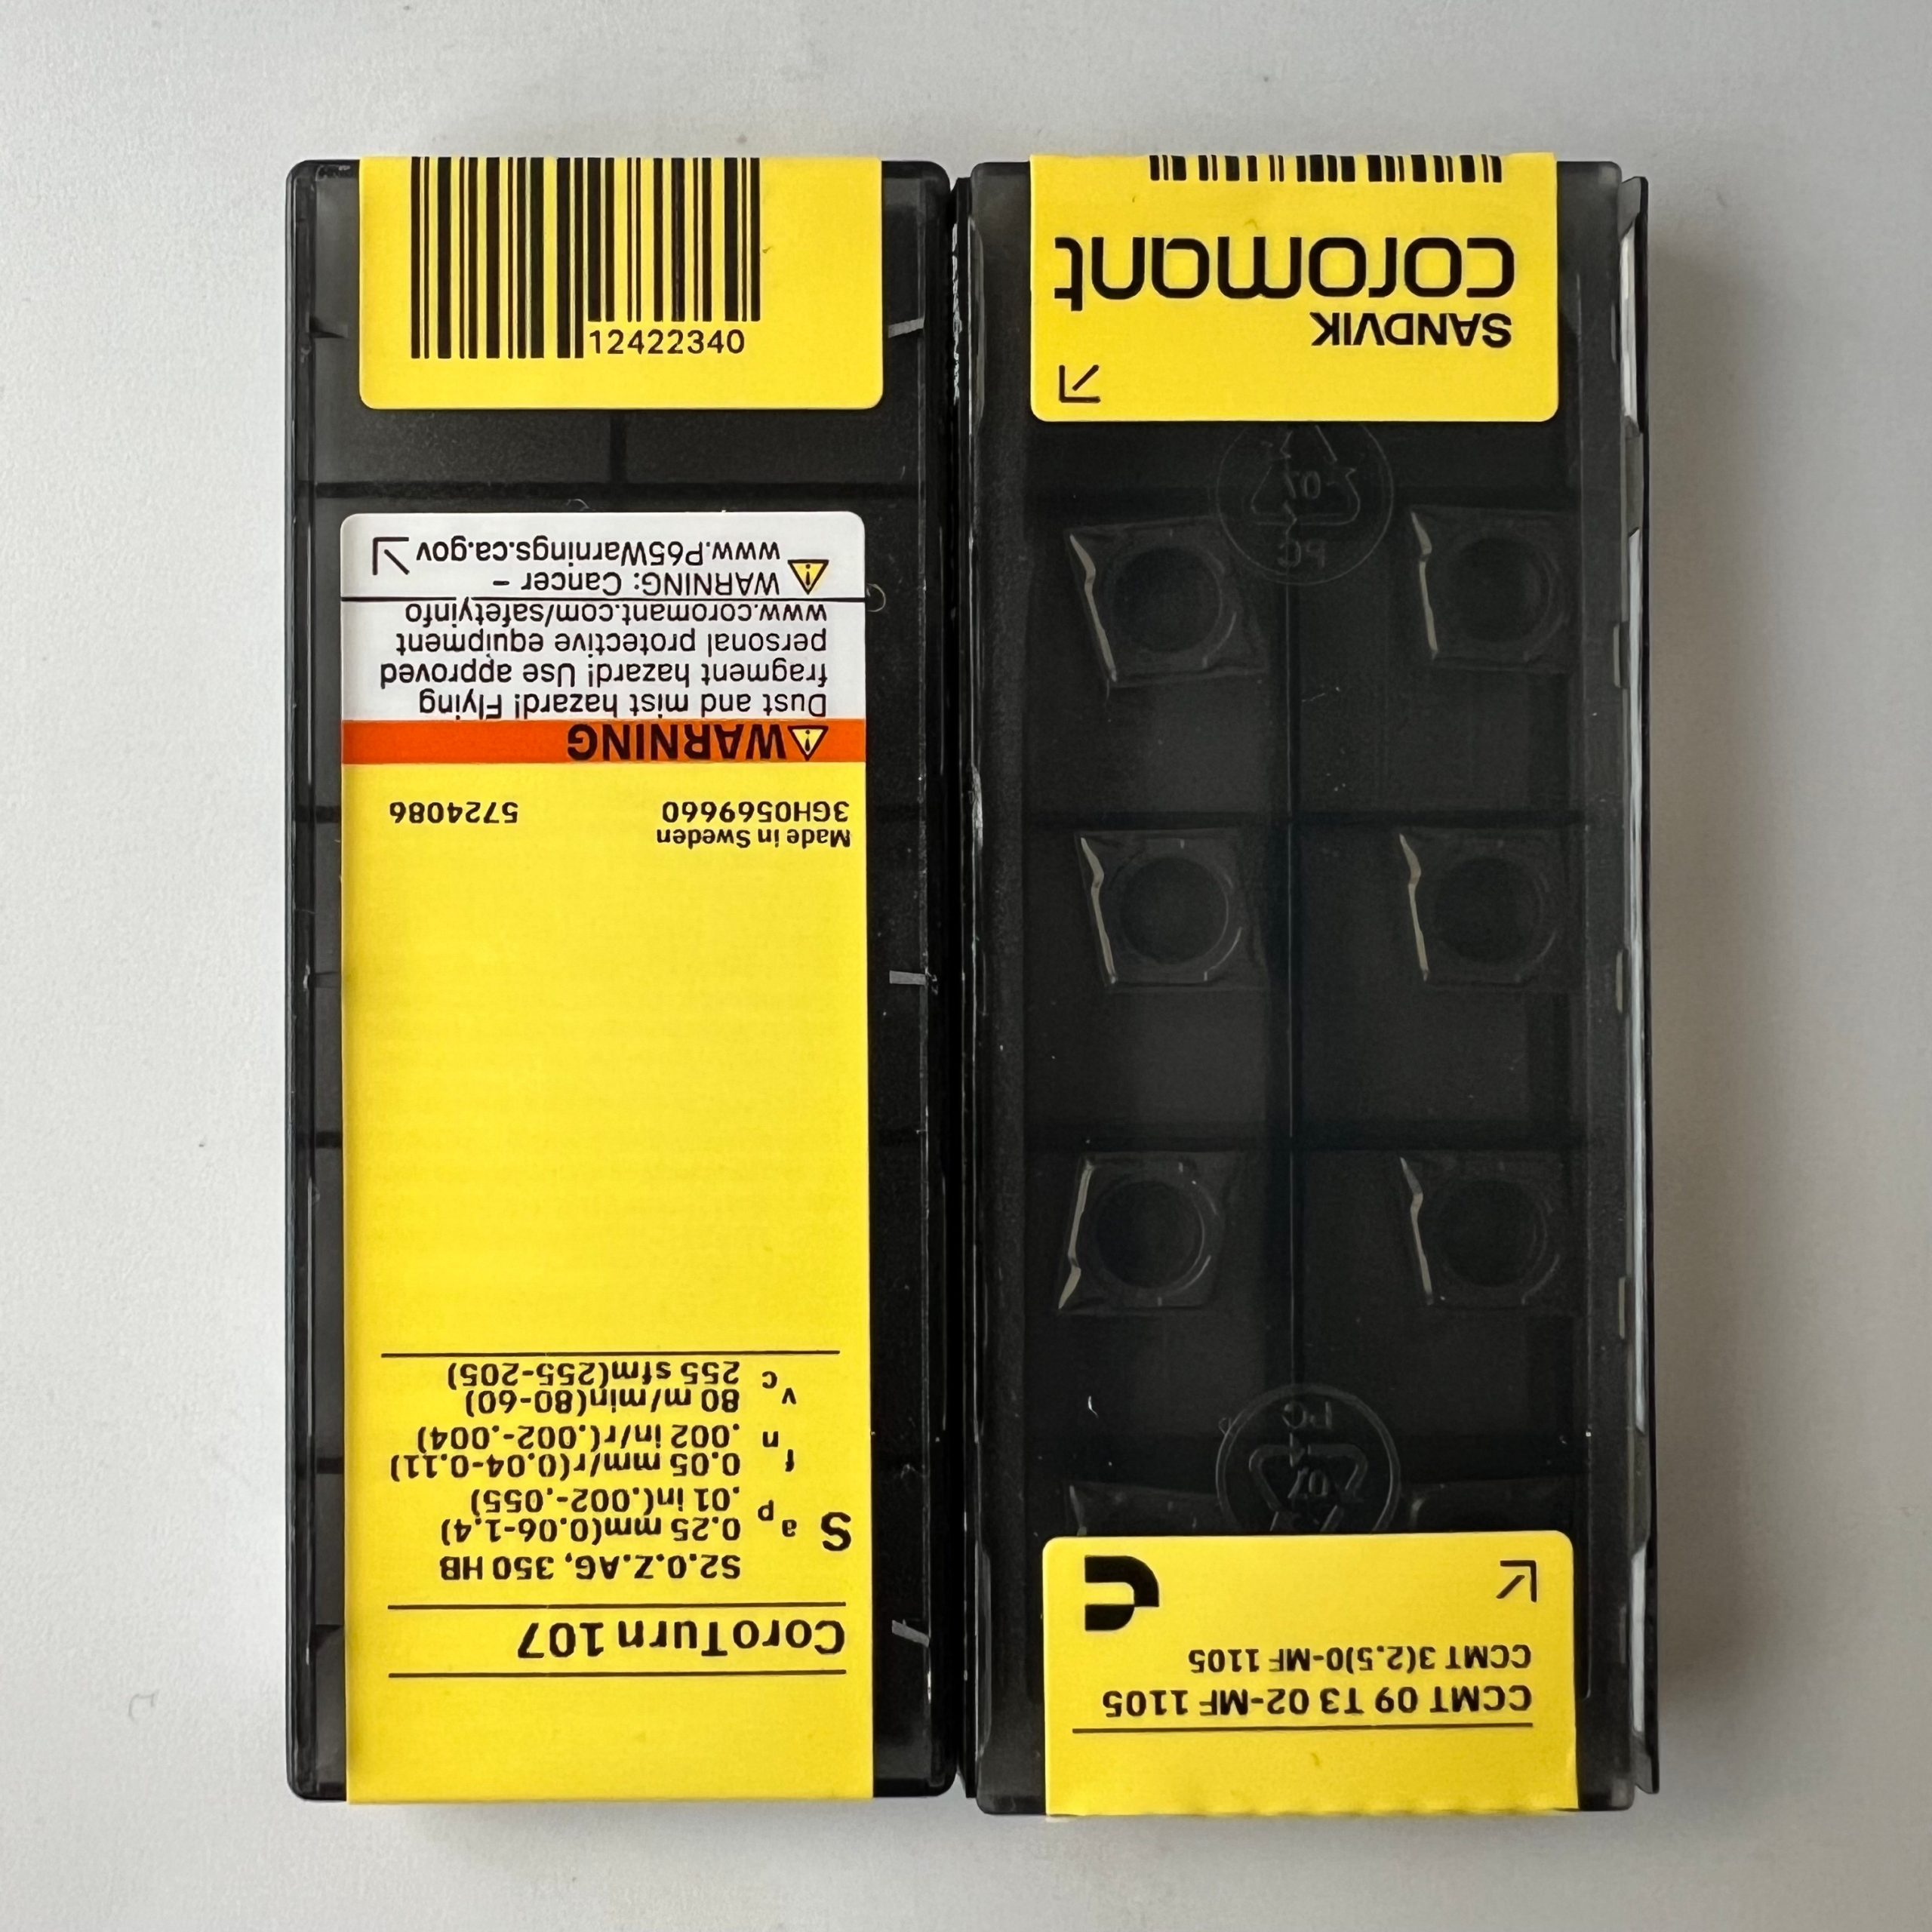 12422340
CoroTurn 107
S2.0.Z.AG, 350 HB
S ap 0.25 mm(0.06-1.4)
.01 in(.002-.055)
fn 0.05 mm/r(0.04-0.11)
.002 in/r(.002-.004)
vc 80 m/min(80-60)
255 sfm(255-205)
Made in Sweden
3GH0569660 5724086
WARNING
Dust and mist hazard! Flying
fragment hazard! Use approved
personal protective equipment
www.coromant.com/safetyinfo
WARNING: Cancer –
www.P65Warnings.ca.gov
CCMT 09 T3 02-MF 1105
CCMT 3(2.5)0-MF 1105
07
PC
PC
07
SANDVIK
coromant